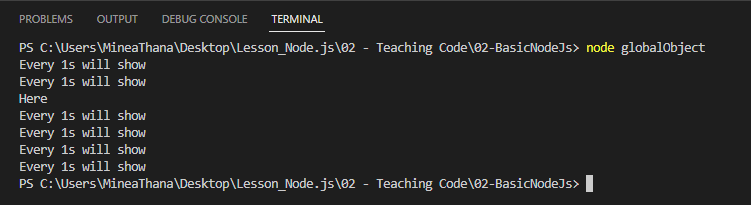 PROBLEMS OUTPUT DEBUG CONSOLE TERMINAL
PS C:\Users\MineaThana\Desktop\Lesson_Node.js\02 - Teaching Code\02-BasicNodeJs> node globalObject
Every 1s will show
Every 1s will show
Here
Every 1s will show
Every 1s will show
Every 1s will show
Every 1s will show
PS C:\Users\MineaThana\Desktop\Lesson_Node.js\02 - Teaching Code\02-BasicNodeJs>